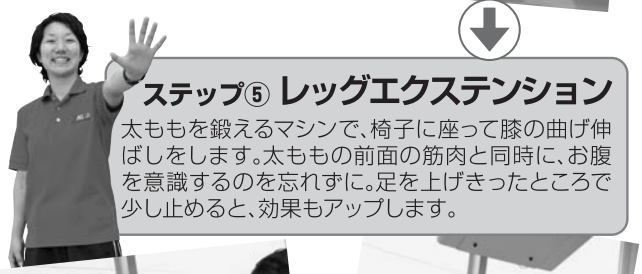 ステップ⑤ レッグエクステンション
太ももを鍛えるマシンで、椅子に座って膝の曲げ伸
ばしをします。太ももの前面の筋肉と同時に、お腹
を意識するのを忘れずに。足を上げきったところで
少し止めると、効果もアップします。